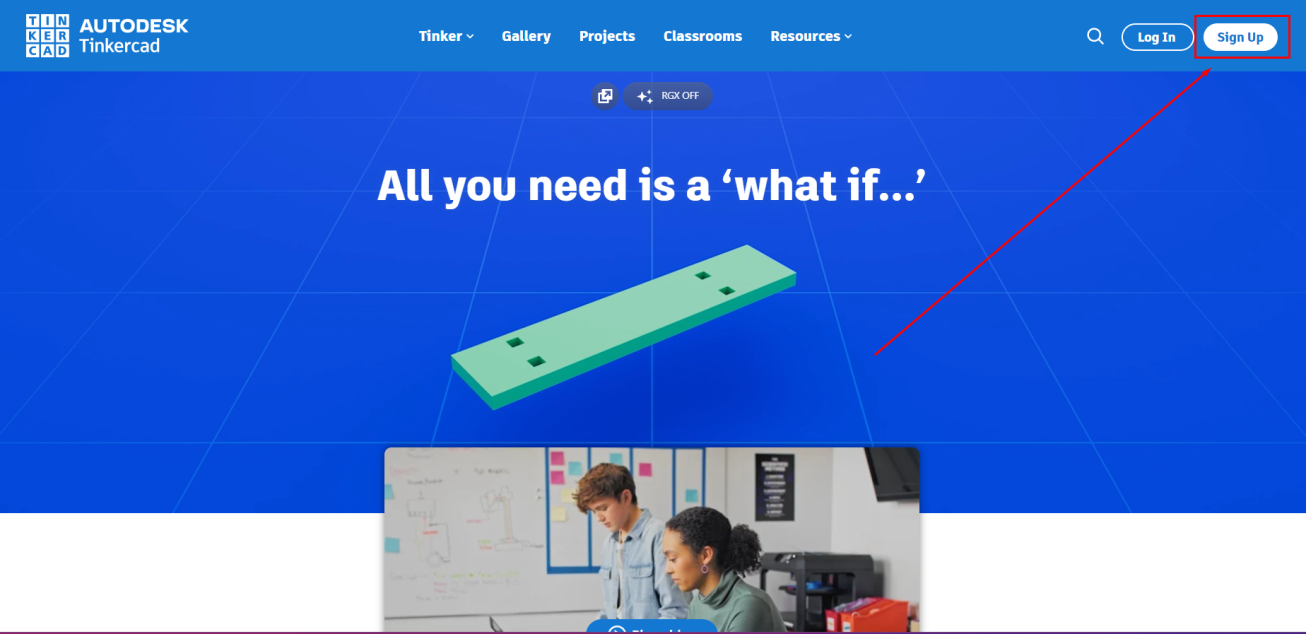 TIN
KER
CAD
AUTODESK
Tinkercad
Tinker
Gallery
Projects
Classrooms
Resources
Log In
Sign Up
RGX OFF
All you need is a ‘what if...’